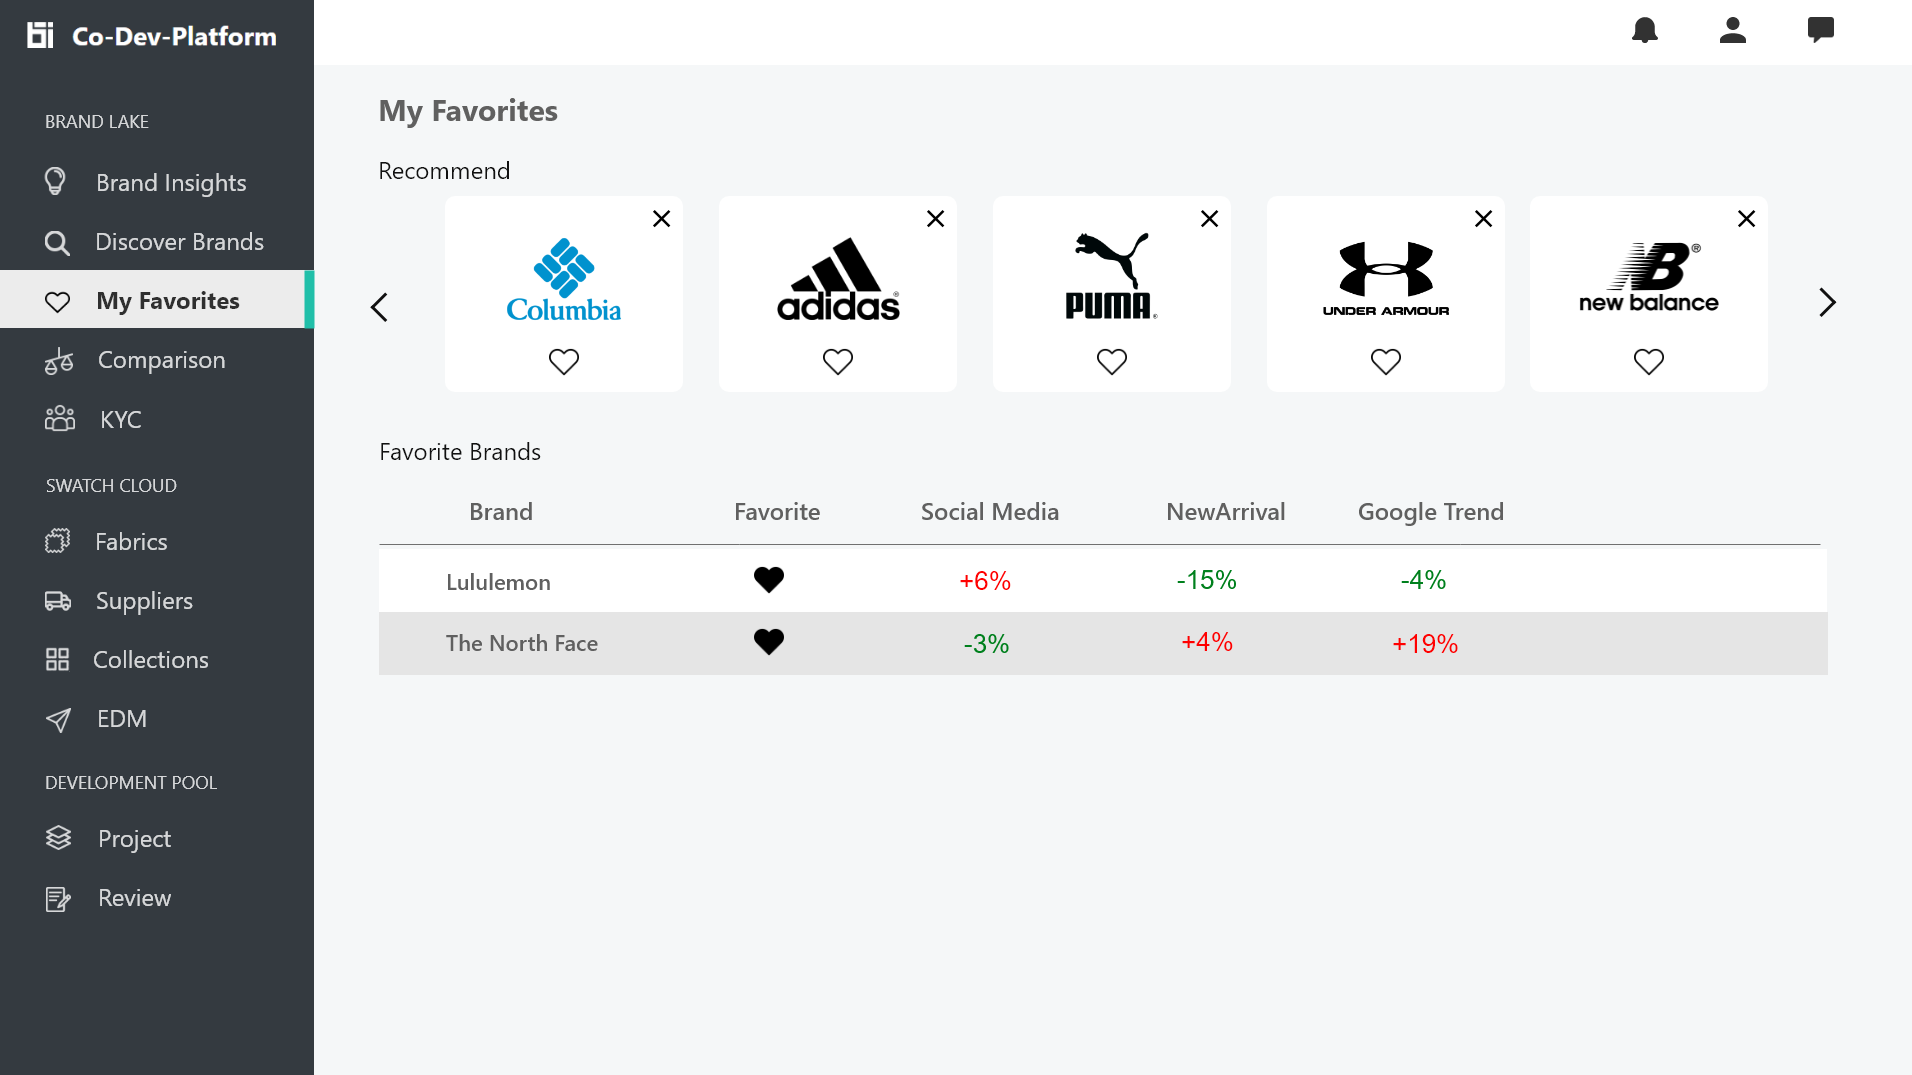 Co-Dev-Platform
BRAND LAKE
Brand Insights
Discover Brands
My Favorites
Comparison
KYC
SWATCH CLOUD
Fabrics
Suppliers
Collections
EDM
DEVELOPMENT POOL
Project
Review
My Favorites
Recommend
Columbia
adidas®
PUMA®
UNDER ARMOUR
NB®
new balance
Favorite Brands
Brand Favorite Social Media NewArrival Google Trend
Lululemon +6% -15% -4%
The North Face -3% +4% +19%